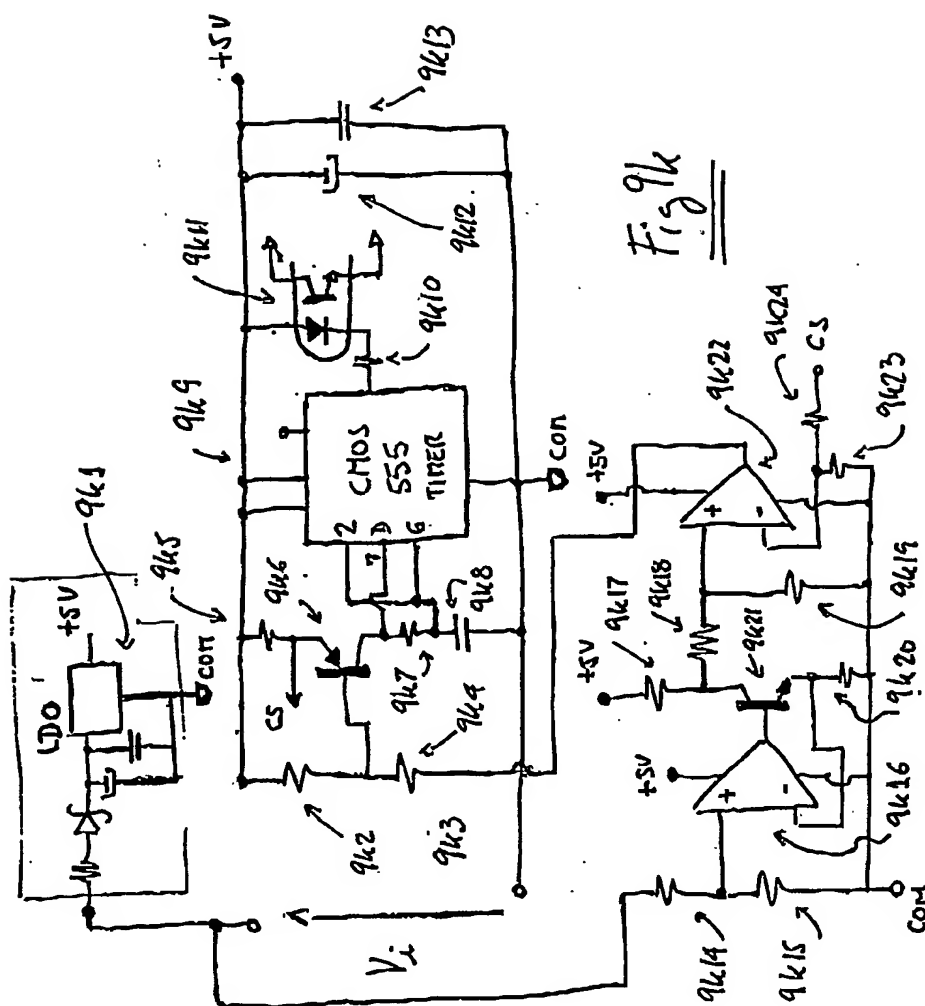 +5V
LDO
9k1
COM
9k5
9k9
9k11
+5V
9k13
9k12
9k10
CMOS
555
TIMER
2
D
7
6
9k6
CS
9k7
9k8
9k4
9k2
9k3
COM
Fig 9k
Vi
+5V
9k17
9k18
9k21
+5V
9k22
9k24
CS
9k23
+
-
9k19
9k20
+5V
+
-
9k16
9k14
9k15
COM